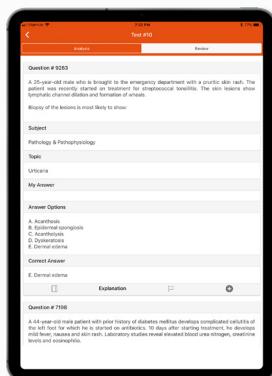 7:52 PM
17%
Test #10
Analysis
Review
Question # 9263
A 25-year-old male who is brought to the emergency department with a pruritic skin rash. The
patient was recently started on treatment for streptococcal tonsillitis. The skin lesions show
lymphatic channel dilation and formation of wheals.
Biopsy of the lesions is most likely to show:
Subject
Pathology & Pathophysiology
Topic
Urticaria
My Answer
Answer Options
A. Acanthosis
B. Epidermal spongiosis
C. Acantholysis
D. Dyskeratosis
E. Dermal edema
Correct Answer
E. Dermal edema
Explanation
Question # 7198
A 44-year-old male patient with prior history of diabetes mellitus develops complicated cellulitis of
the left foot for which he is started on antibiotics. 10 days after starting treatment, he develops
mild fever, nausea and skin rash. Laboratory studies reveal elevated blood urea nitrogen, creatinine
levels and eosinophilia.